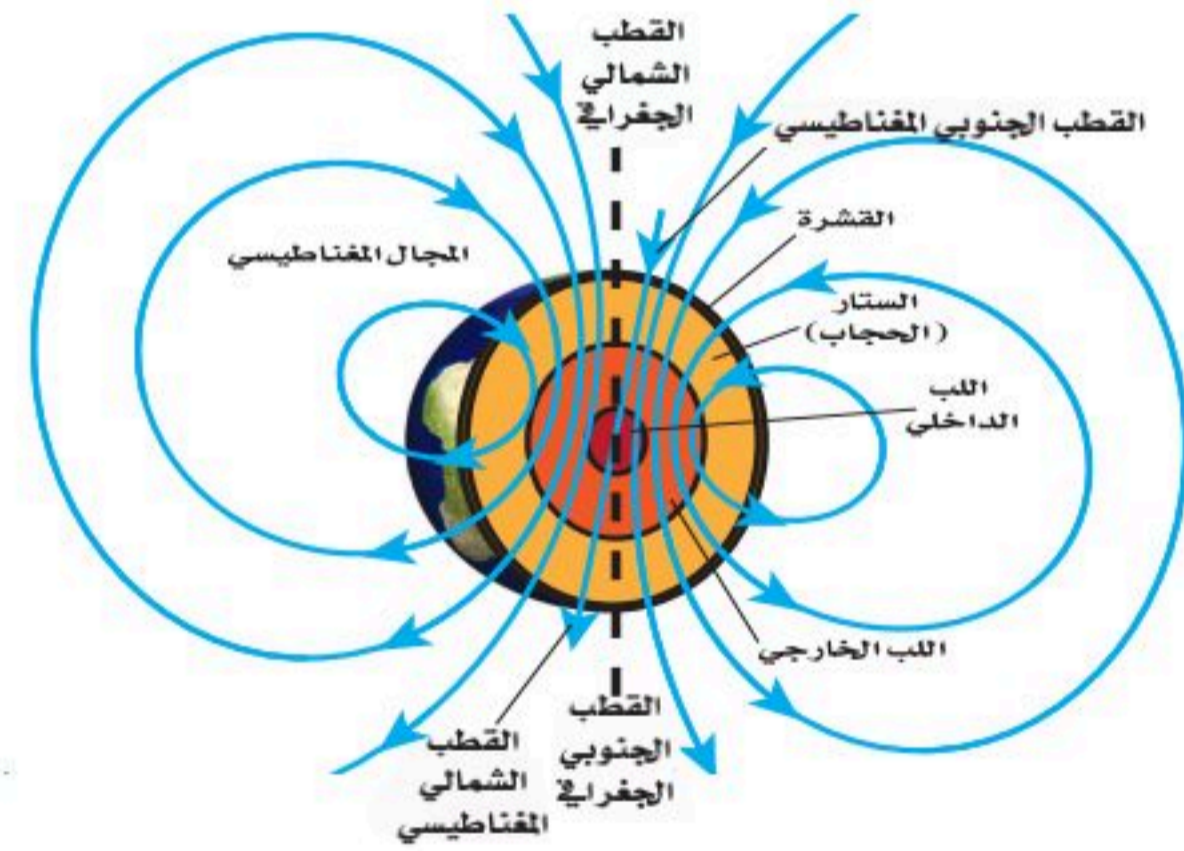 القطب
الشمالي
الجغرافي
القطب الجنوبي المغناطيسي
القشرة
المجال المغناطيسي
الستار
(الحجاب)
اللب
الداخلي
اللب الخارجي
القطب
الجنوبي
الجغرافي
القطب
الشمالي
المغناطيسي